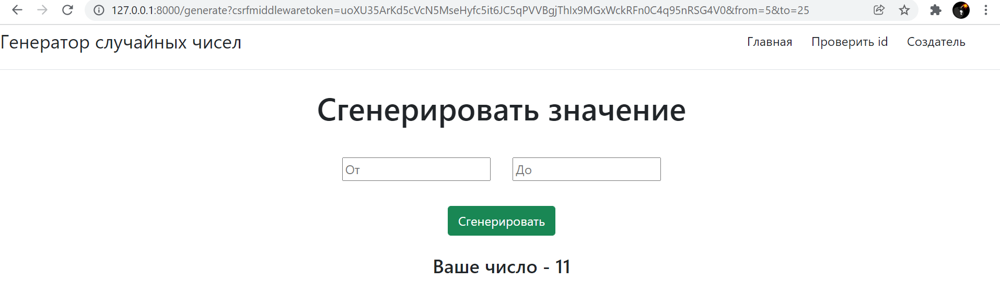 127.0.0.1:8000/generate?csrfmiddlewaretoken=uoXU35ArKd5cVcN5MseHyfc5it6JC5qPVVBgjThIx9MGxWckRFn0C4q95nRSG4V0&from=5&to=25
Генератор случайных чисел
Главная Проверить id Создатель
Сгенерировать значение
От До
Сгенерировать
Ваше число - 11